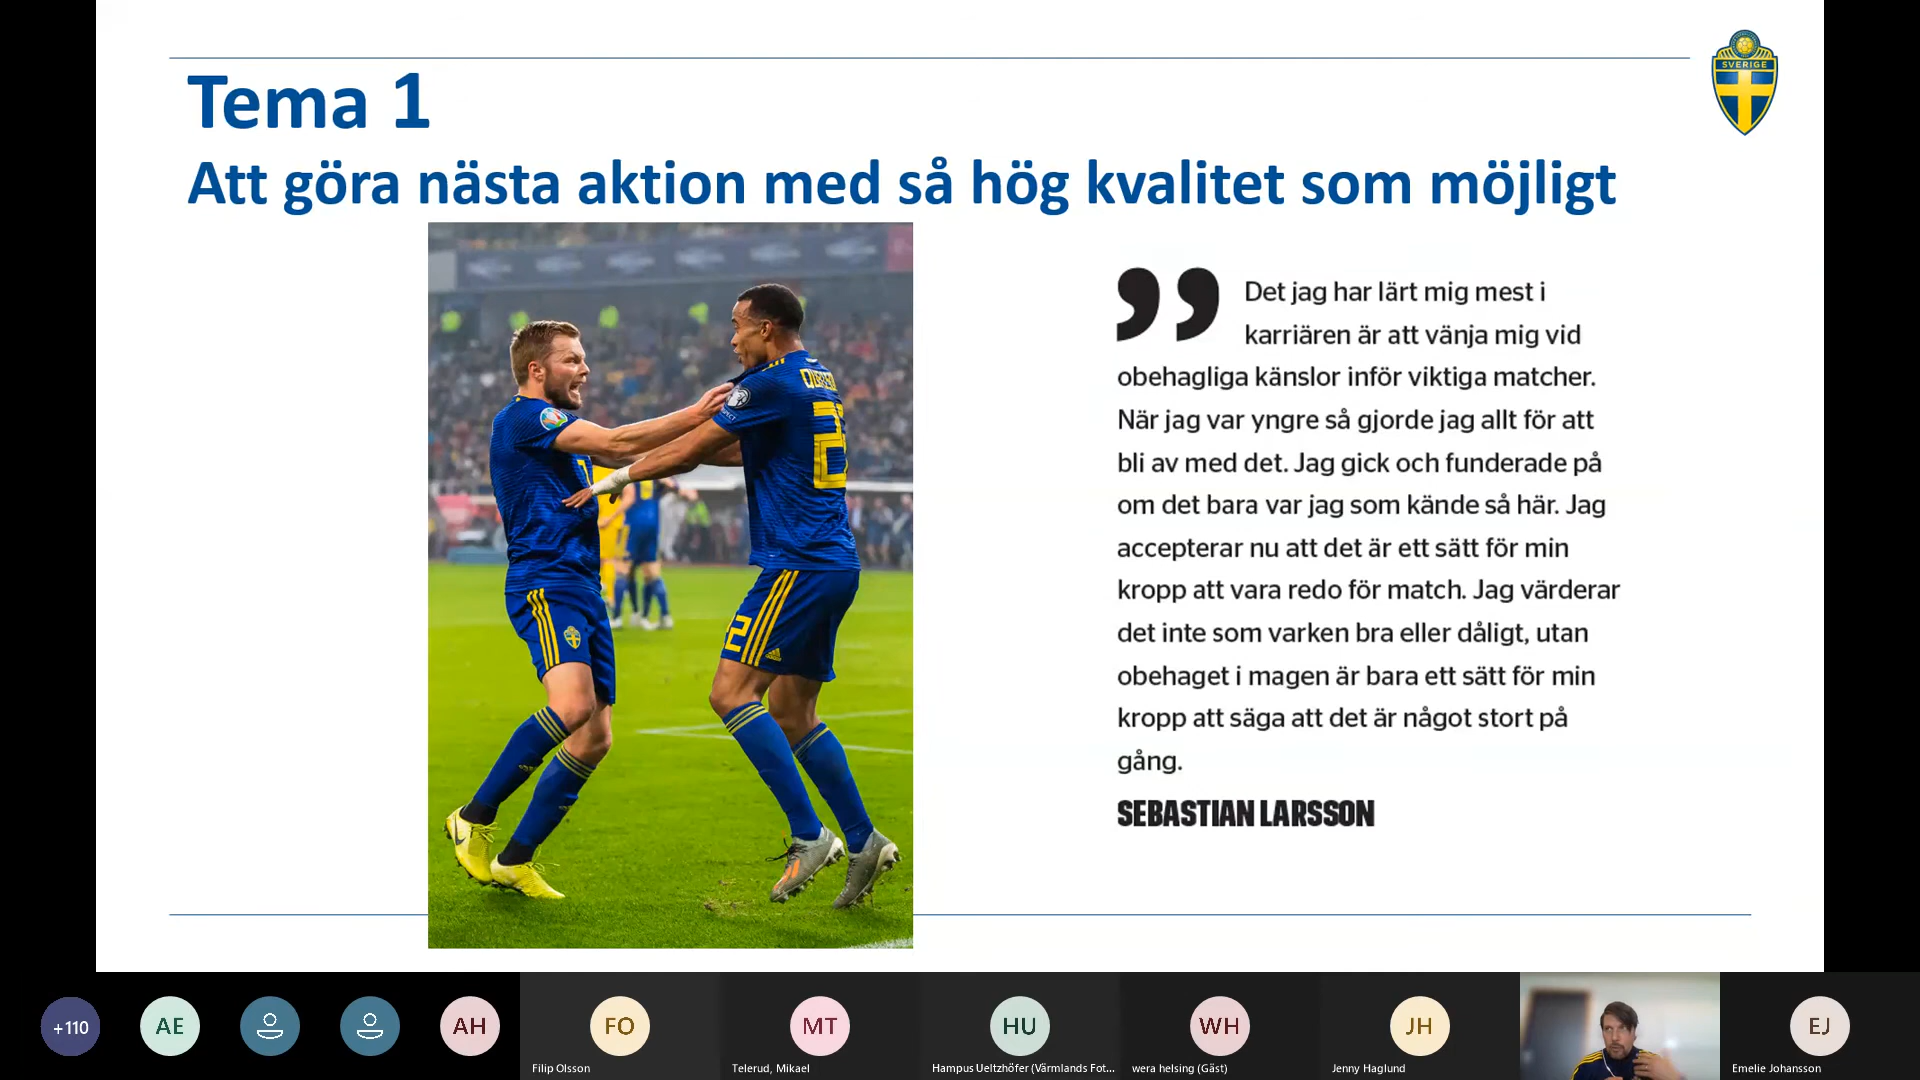 SVERIGE
Tema 1
Att göra nästa aktion med så hög kvalitet som möjligt
Det jag har lärt mig mest i
karriären är att vänja mig vid
obehagliga känslor inför viktiga matcher.
När jag var yngre så gjorde jag allt för att
bli av med det. Jag gick och funderade på
om det bara var jag som kände så här. Jag
accepterar nu att det är ett sätt för min
kropp att vara redo för match. Jag värderar
det inte som varken bra eller dåligt, utan
obehaget i magen är bara ett sätt för min
kropp att säga att det är något stort på
gång.
SEBASTIAN LARSSON
+110
AE
AH
FO
MT
HU
WH
JH
EJ
Filip Olsson
Telerud, Mikael
Hampus Ueltzhöfer (Värmlands Fot...
wera helsing (Gäst)
Jenny Haglund
Emelie Johansson